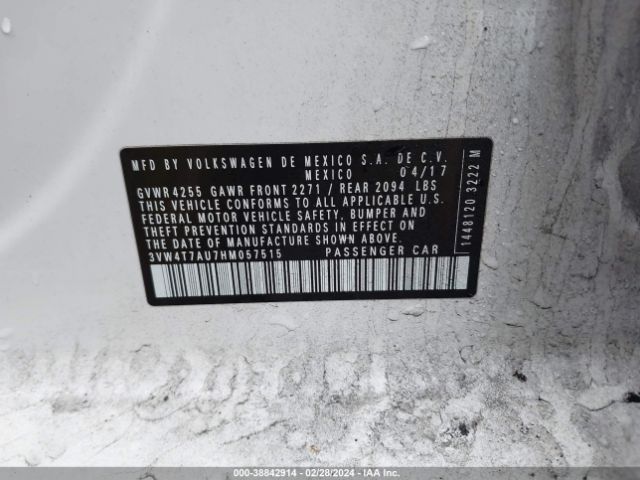 MFD BY VOLKSWAGEN DE MEXICO S.A. DE C.V.
MEXICO 04/17
GVWR 4255 GAWR FRONT 2271 / REAR 2094 LBS
THIS VEHICLE CONFORMS TO ALL APPLICABLE U.S.
FEDERAL MOTOR VEHICLE SAFETY, BUMPER AND
THEFT PREVENTION STANDARDS IN EFFECT ON
THE DATE OF MANUFACTURE SHOWN ABOVE.
3VW4T7AU7HM057515 PASSENGER CAR
1448120 3222 M
000-38842914 - 02/28/2024 - IAA Inc.